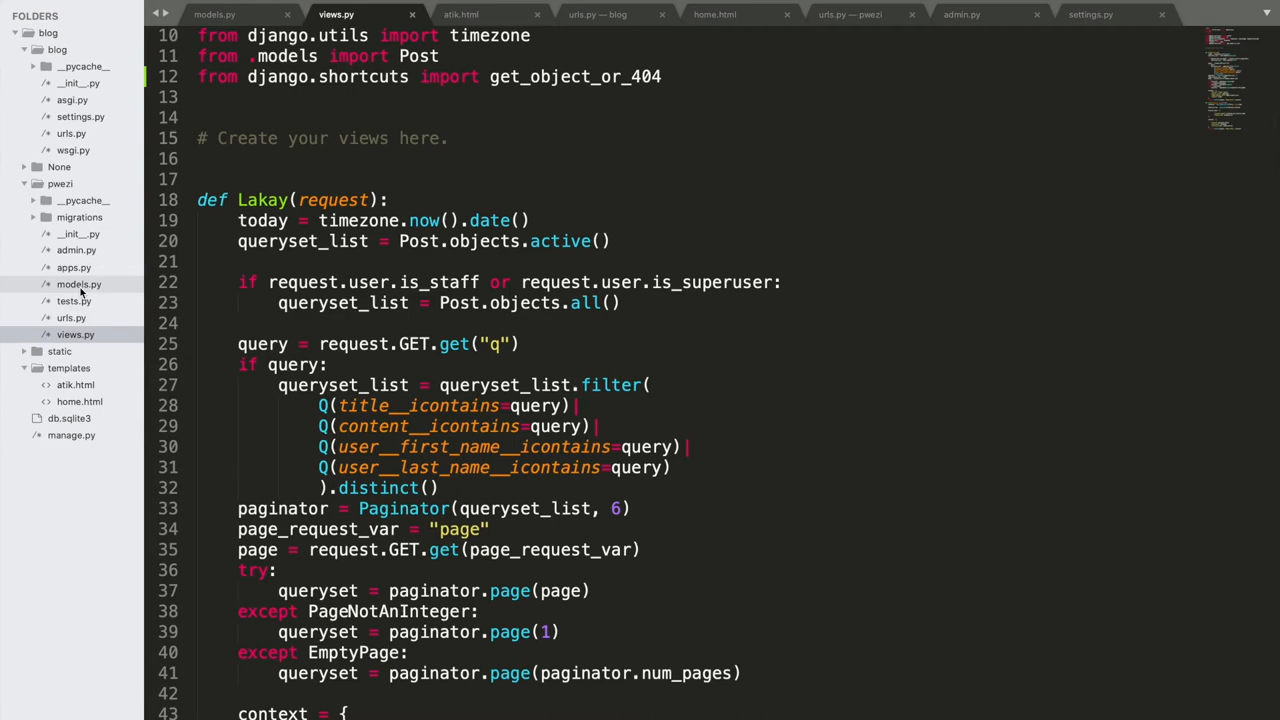 FOLDERS
blog
blog
__pycache__
/* __init__.py
/* asgi.py
/* settings.py
/* urls.py
/* wsgi.py
None
pwezi
__pycache__
migrations
/* __init__.py
/* admin.py
/* apps.py
/* models.py
/* tests.py
/* urls.py
/* views.py
static
templates
<> atik.html
<> home.html
db.sqlite3
/* manage.py
models.py × views.py × atik.html × urls.py — blog × home.html × urls.py — pwezi × admin.py × settings.py ×
10 from django.utils import timezone
11 from .models import Post
12 from django.shortcuts import get_object_or_404
13
14
15 # Create your views here.
16
17
18 def Lakay(request):
19 today = timezone.now().date()
20 queryset_list = Post.objects.active()
21
22 if request.user.is_staff or request.user.is_superuser:
23 queryset_list = Post.objects.all()
24
25 query = request.GET.get("q")
26 if query:
27 queryset_list = queryset_list.filter(
28 Q(title__icontains=query)|
29 Q(content__icontains=query)|
30 Q(user__first_name__icontains=query)|
31 Q(user__last_name__icontains=query)
32 ).distinct()
33 paginator = Paginator(queryset_list, 6)
34 page_request_var = "page"
35 page = request.GET.get(page_request_var)
36 try:
37 queryset = paginator.page(page)
38 except PageNotAnInteger:
39 queryset = paginator.page(1)
40 except EmptyPage:
41 queryset = paginator.page(paginator.num_pages)
42
43 context = {